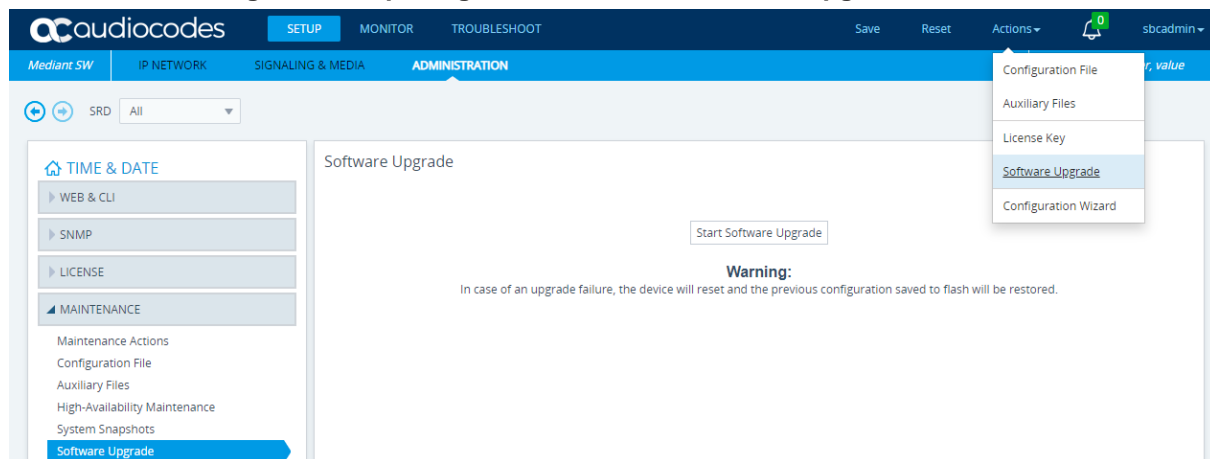 audiocodes SETUP MONITOR TROUBLESHOOT Save Reset Actions 0 sbcadmin
Mediant SW IP NETWORK SIGNALING & MEDIA ADMINISTRATION value
SRD All
Configuration File
Auxiliary Files
License Key
Software Upgrade
Configuration Wizard
TIME & DATE
WEB & CLI
SNMP
LICENSE
MAINTENANCE
Maintenance Actions
Configuration File
Auxiliary Files
High-Availability Maintenance
System Snapshots
Software Upgrade
Software Upgrade
Start Software Upgrade
Warning:
In case of an upgrade failure, the device will reset and the previous configuration saved to flash will be restored.